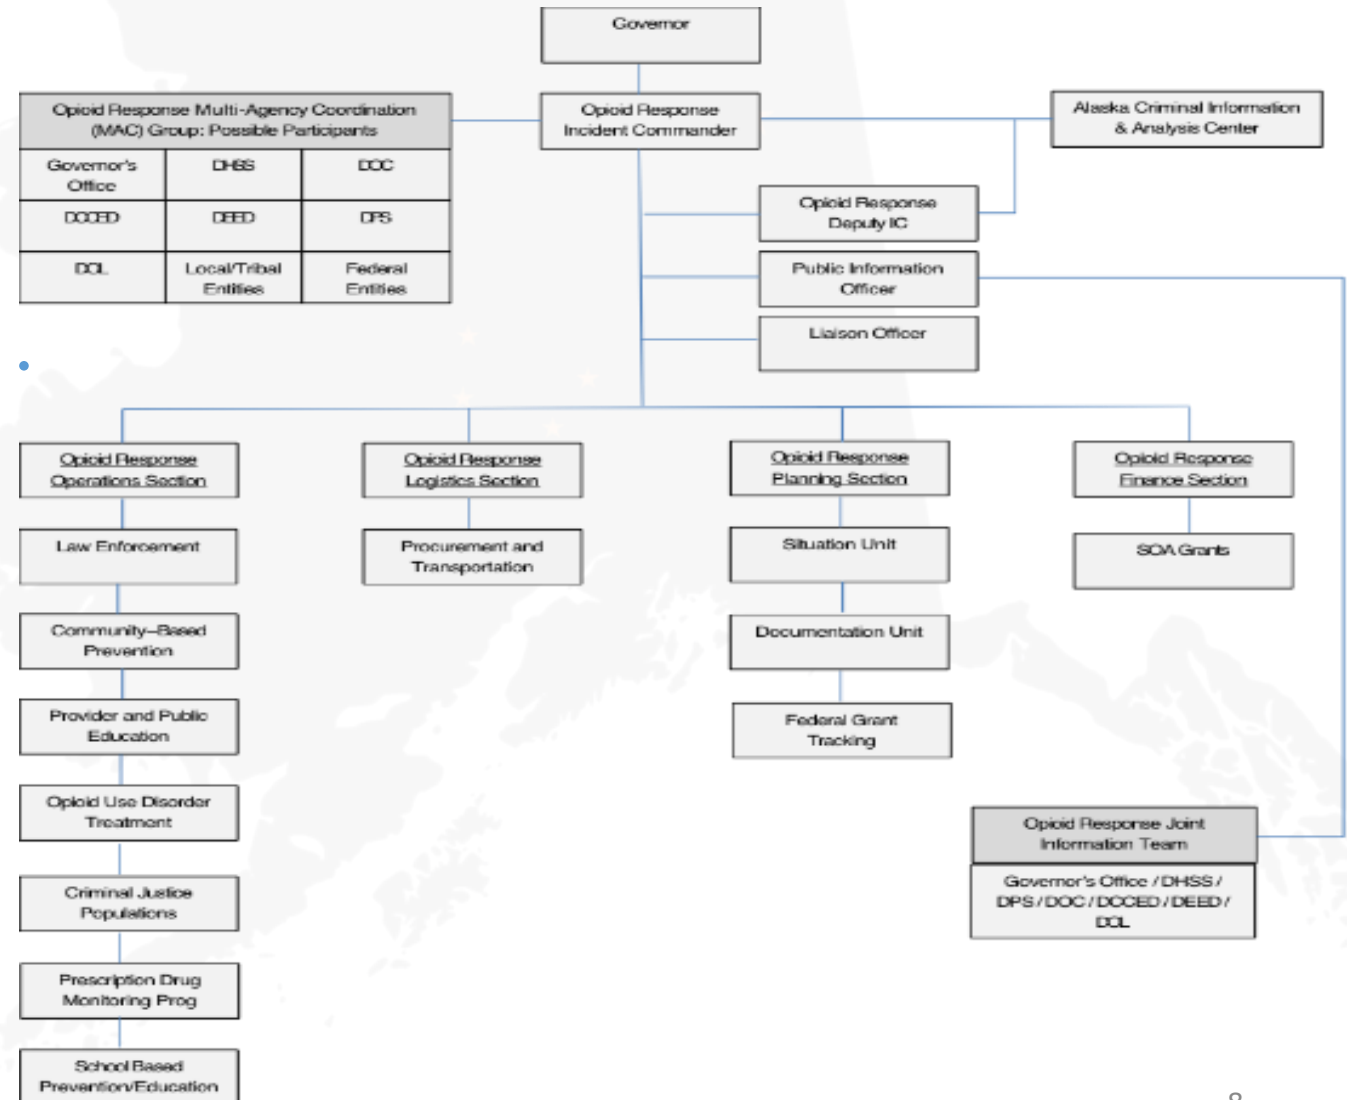 Governor
Opioid Response Multi-Agency Coordination
(MAC) Group: Possible Participants
Governor's
Office
DHSS
DOC
DCCED
DEED
DPS
DOL
Local/Tribal
Entities
Federal
Entities
Opioid Response
Incident Commander
Alaska Criminal Information
& Analysis Center
Opioid Response
Deputy IC
Public Information
Officer
Liaison Officer
Opioid Response
Operations Section
Law Enforcement
Community–Based
Prevention
Provider and Public
Education
Opioid Use Disorder
Treatment
Criminal Justice
Populations
Prescription Drug
Monitoring Prog
School Based
Prevention/Education
Opioid Response
Logistics Section
Procurement and
Transportation
Opioid Response
Planning Section
Situation Unit
Documentation Unit
Federal Grant
Tracking
Opioid Response
Finance Section
SOA Grants
Opioid Response Joint
Information Team
Governor's Office / DHSS /
DPS / DOC / DCCED / DEED /
DOL